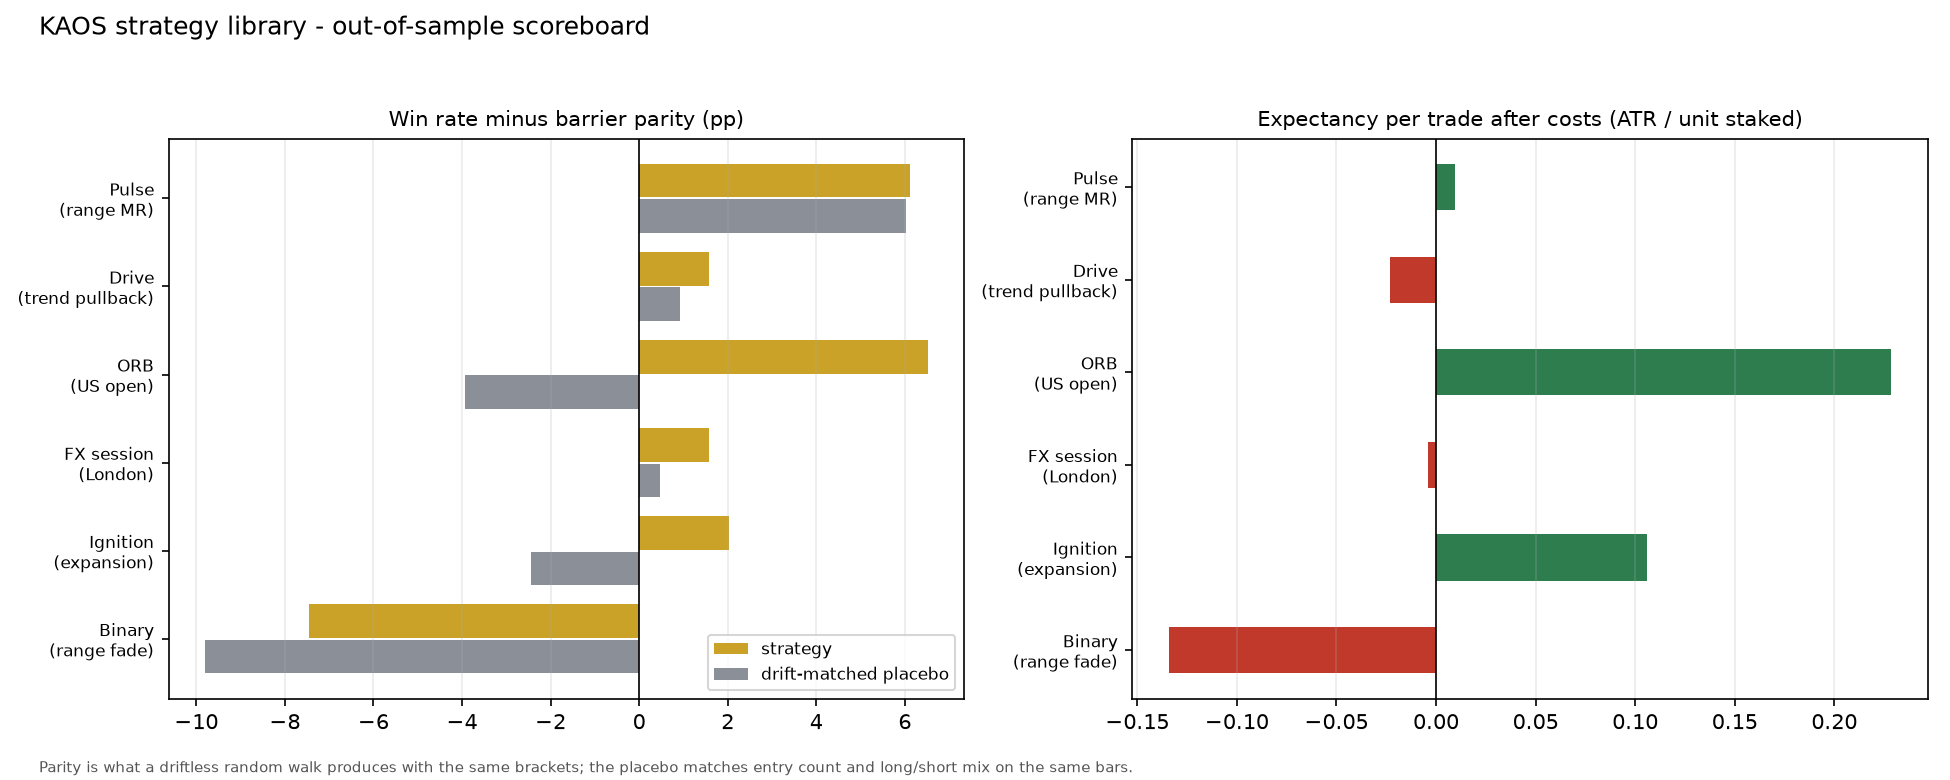 KAOS strategy library - out-of-sample scoreboard
Win rate minus barrier parity (pp)
Pulse
(range MR)
Drive
(trend pullback)
ORB
(US open)
FX session
(London)
Ignition
(expansion)
Binary
(range fade)
strategy
drift-matched placebo
−10 −8 −6 −4 −2 0 2 4 6
Expectancy per trade after costs (ATR / unit staked)
Pulse
(range MR)
Drive
(trend pullback)
ORB
(US open)
FX session
(London)
Ignition
(expansion)
Binary
(range fade)
−0.15 −0.10 −0.05 0.00 0.05 0.10 0.15 0.20
Parity is what a driftless random walk produces with the same brackets; the placebo matches entry count and long/short mix on the same bars.